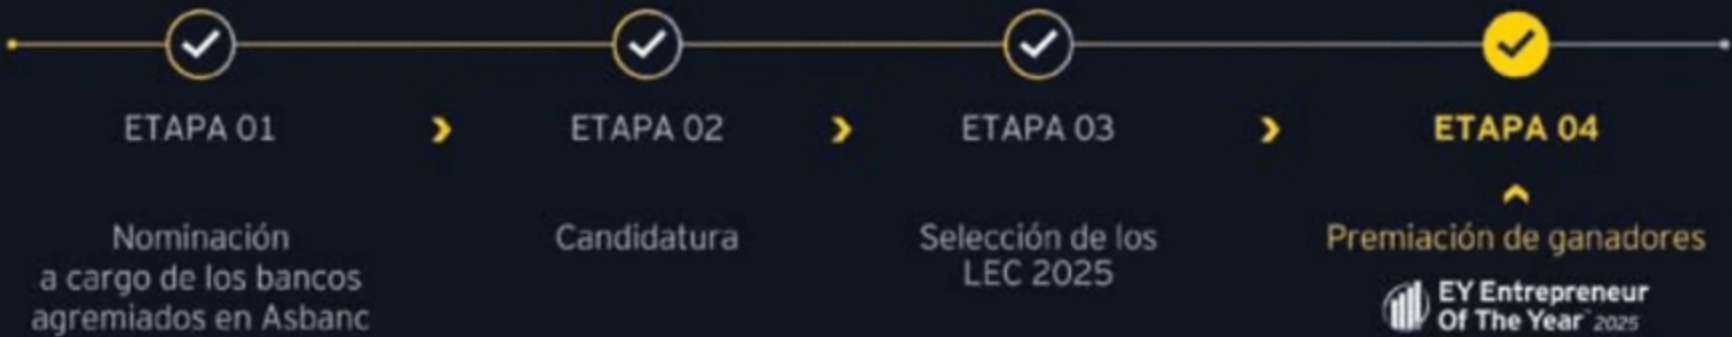 ETAPA 01
Nominación
a cargo de los bancos
agremiados en Asbanc
ETAPA 02
Candidatura
ETAPA 03
Selección de los
LEC 2025
ETAPA 04
Premiación de ganadores
EY Entrepreneur
Of The Year™ 2025